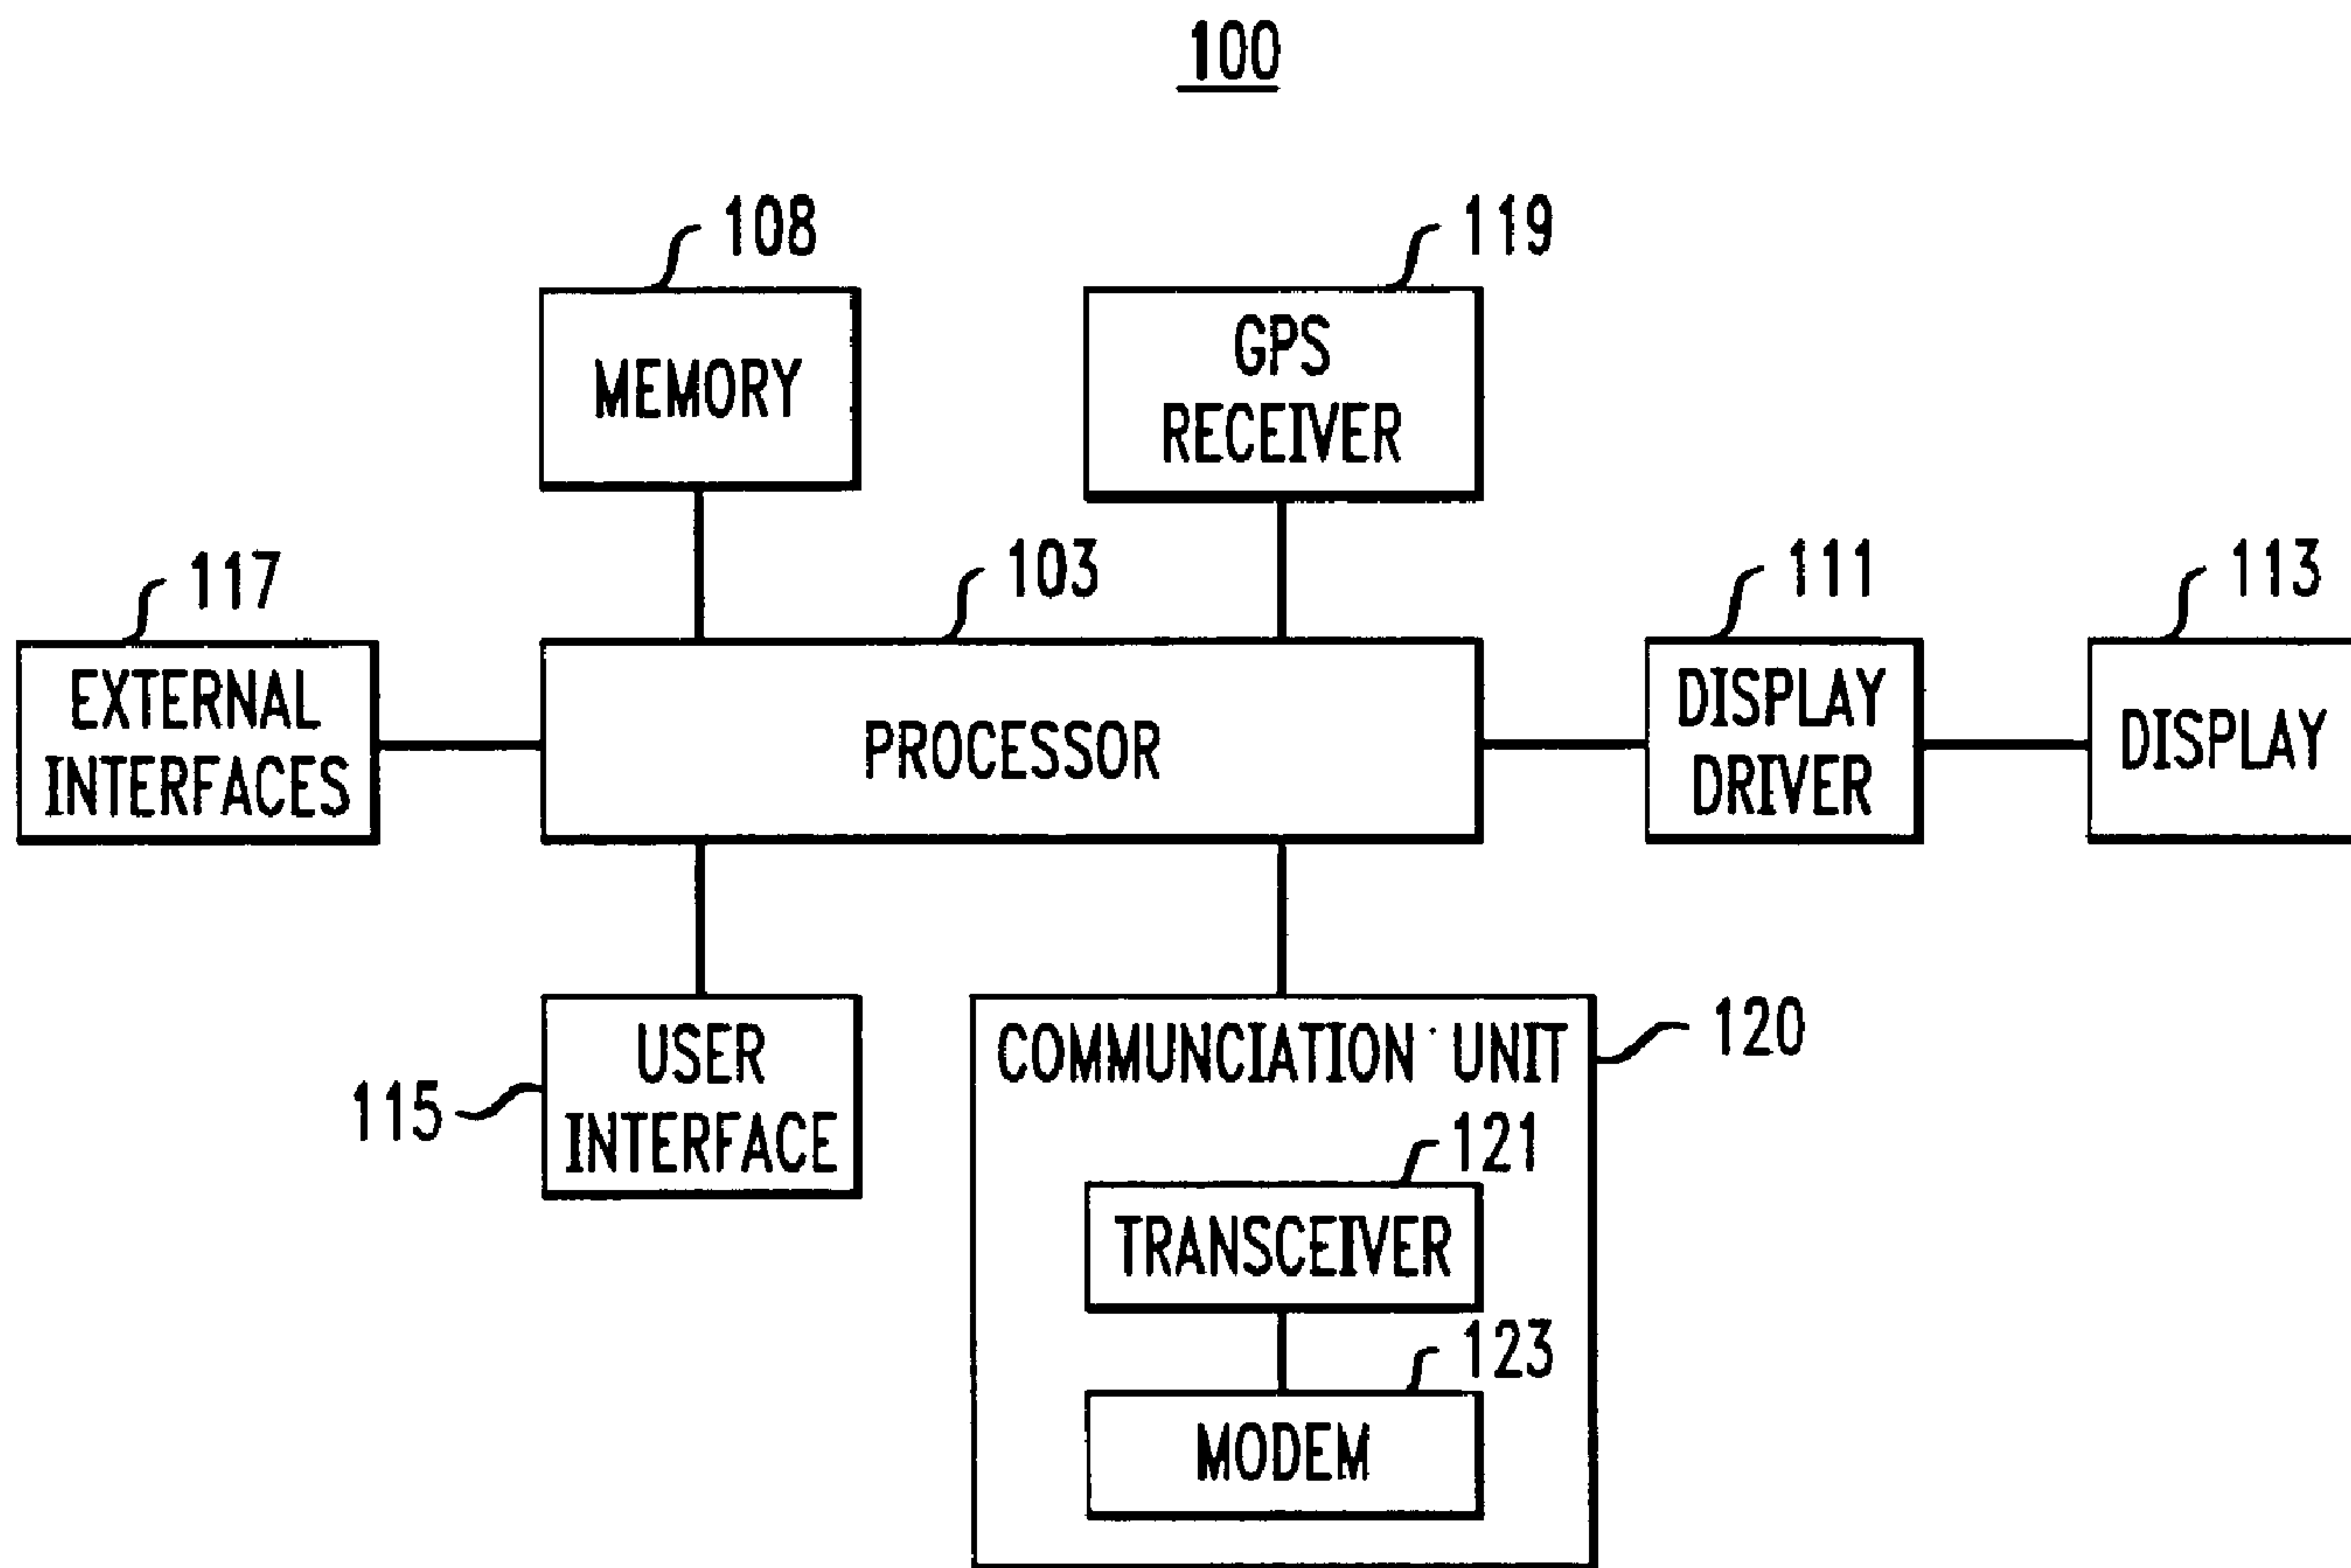 100
108
119
MEMORY
GPS
RECEIVER
117
103
111
113
EXTERNAL
INTERFACES
PROCESSOR
DISPLAY
DRIVER
DISPLAY
115
USER
INTERFACE
COMMUNCIATION UNIT
120
121
TRANSCEIVER
123
MODEM